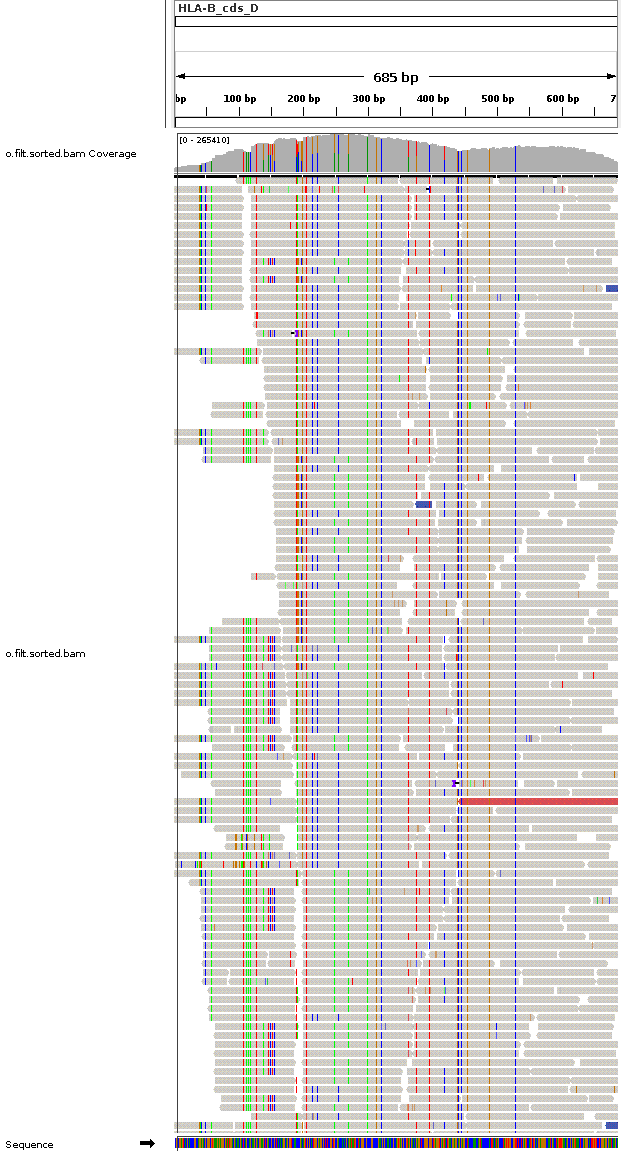 HLA-B_cds_D
685 bp
bp 100 bp 200 bp 300 bp 400 bp 500 bp 600 bp 7
[0 - 265410]
o.filt.sorted.bam Coverage
o.filt.sorted.bam
Sequence